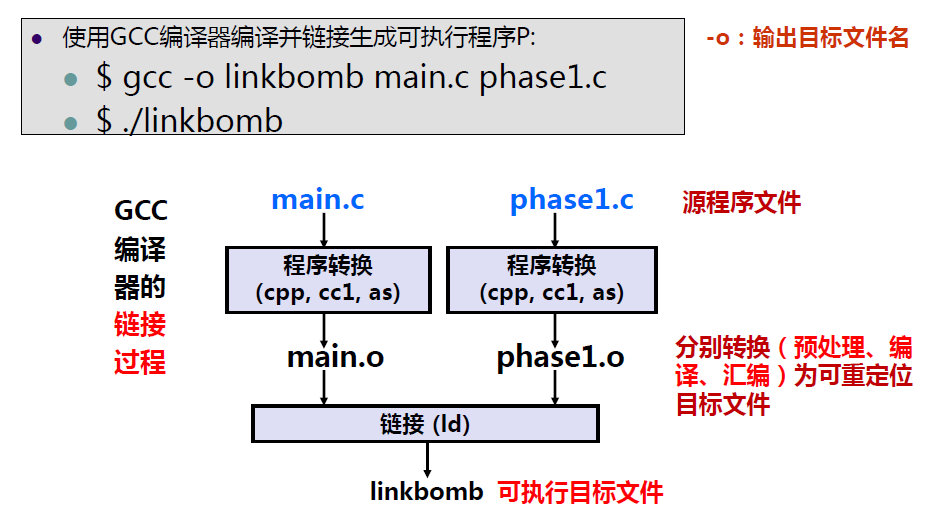 使用GCC编译器编译并链接生成可执行程序P:
-o：输出目标文件名
$ gcc -o linkbomb main.c phase1.c
$ ./linkbomb
GCC
编译
器的
链接
过程
main.c
phase1.c
源程序文件
程序转换
(cpp, cc1, as)
程序转换
(cpp, cc1, as)
main.o
phase1.o
分别转换（预处理、编
译、汇编）为可重定位
目标文件
链接 (ld)
linkbomb 可执行目标文件